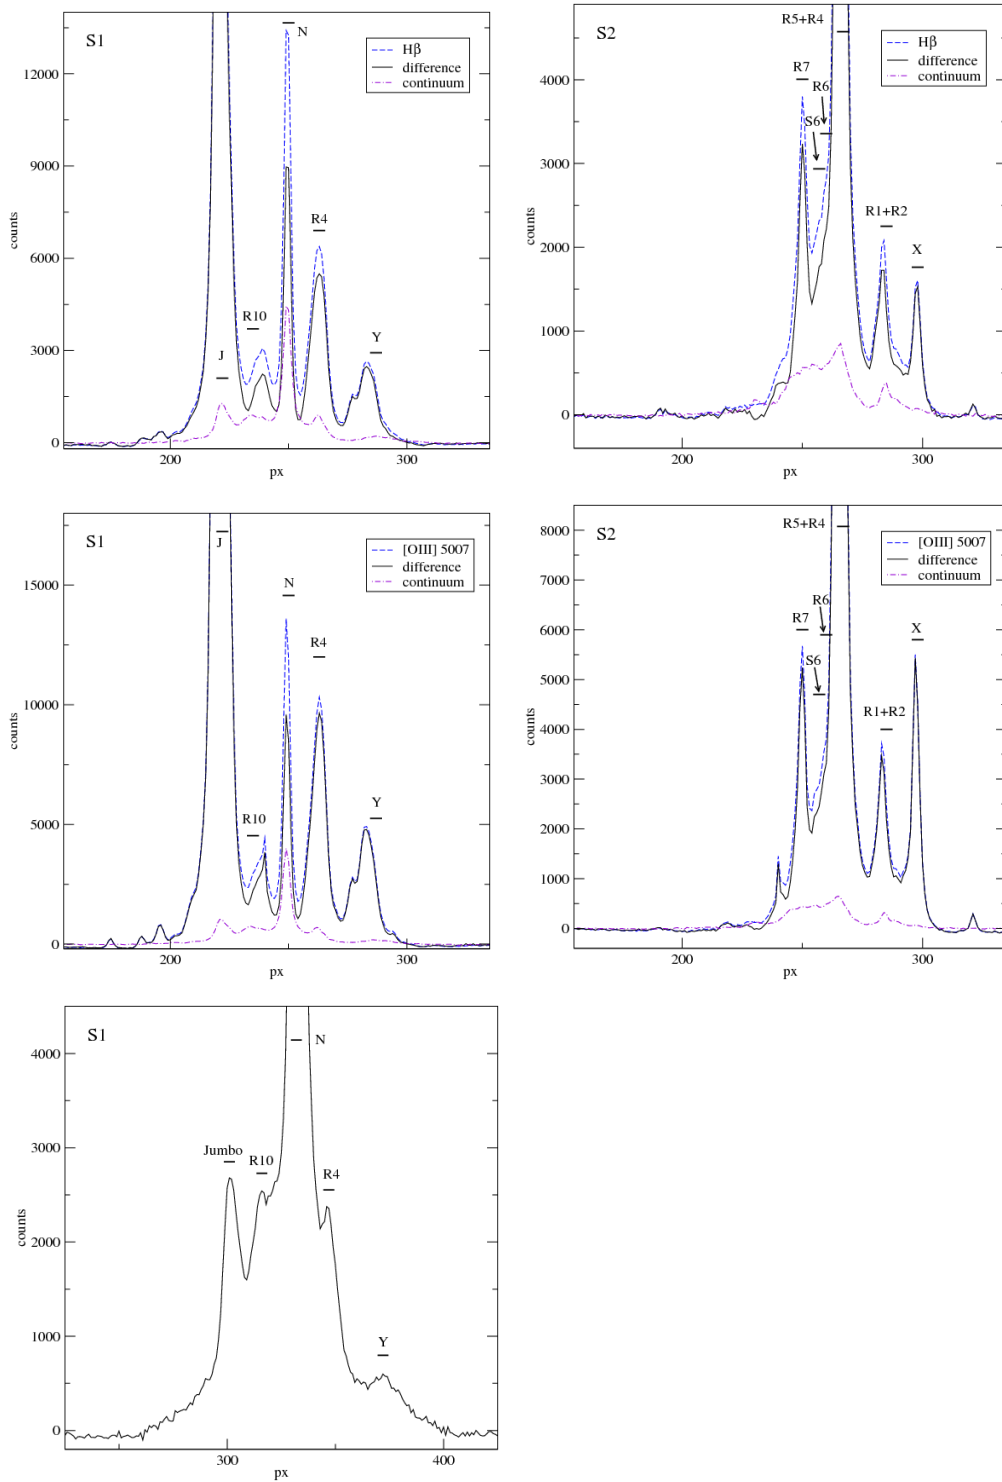 S1
N
Hβ
difference
continuum
R4
R10
Y
J
12000
9000
6000
3000
0
counts
200
300
px
S2
R5+R4
Hβ
difference
continuum
R7
R6
S6
R1+R2
X
4000
3000
2000
1000
0
counts
200
300
px
S1
J
[OIII] 5007
difference
continuum
N
R4
R10
Y
15000
10000
5000
0
counts
200
300
px
S2
R5+R4
[OIII] 5007
difference
continuum
R7
R6
S6
X
R1+R2
8000
7000
6000
5000
4000
3000
2000
1000
0
counts
200
300
px
S1
N
Jumbo
R10
R4
Y
4000
3000
2000
1000
0
counts
300
400
px